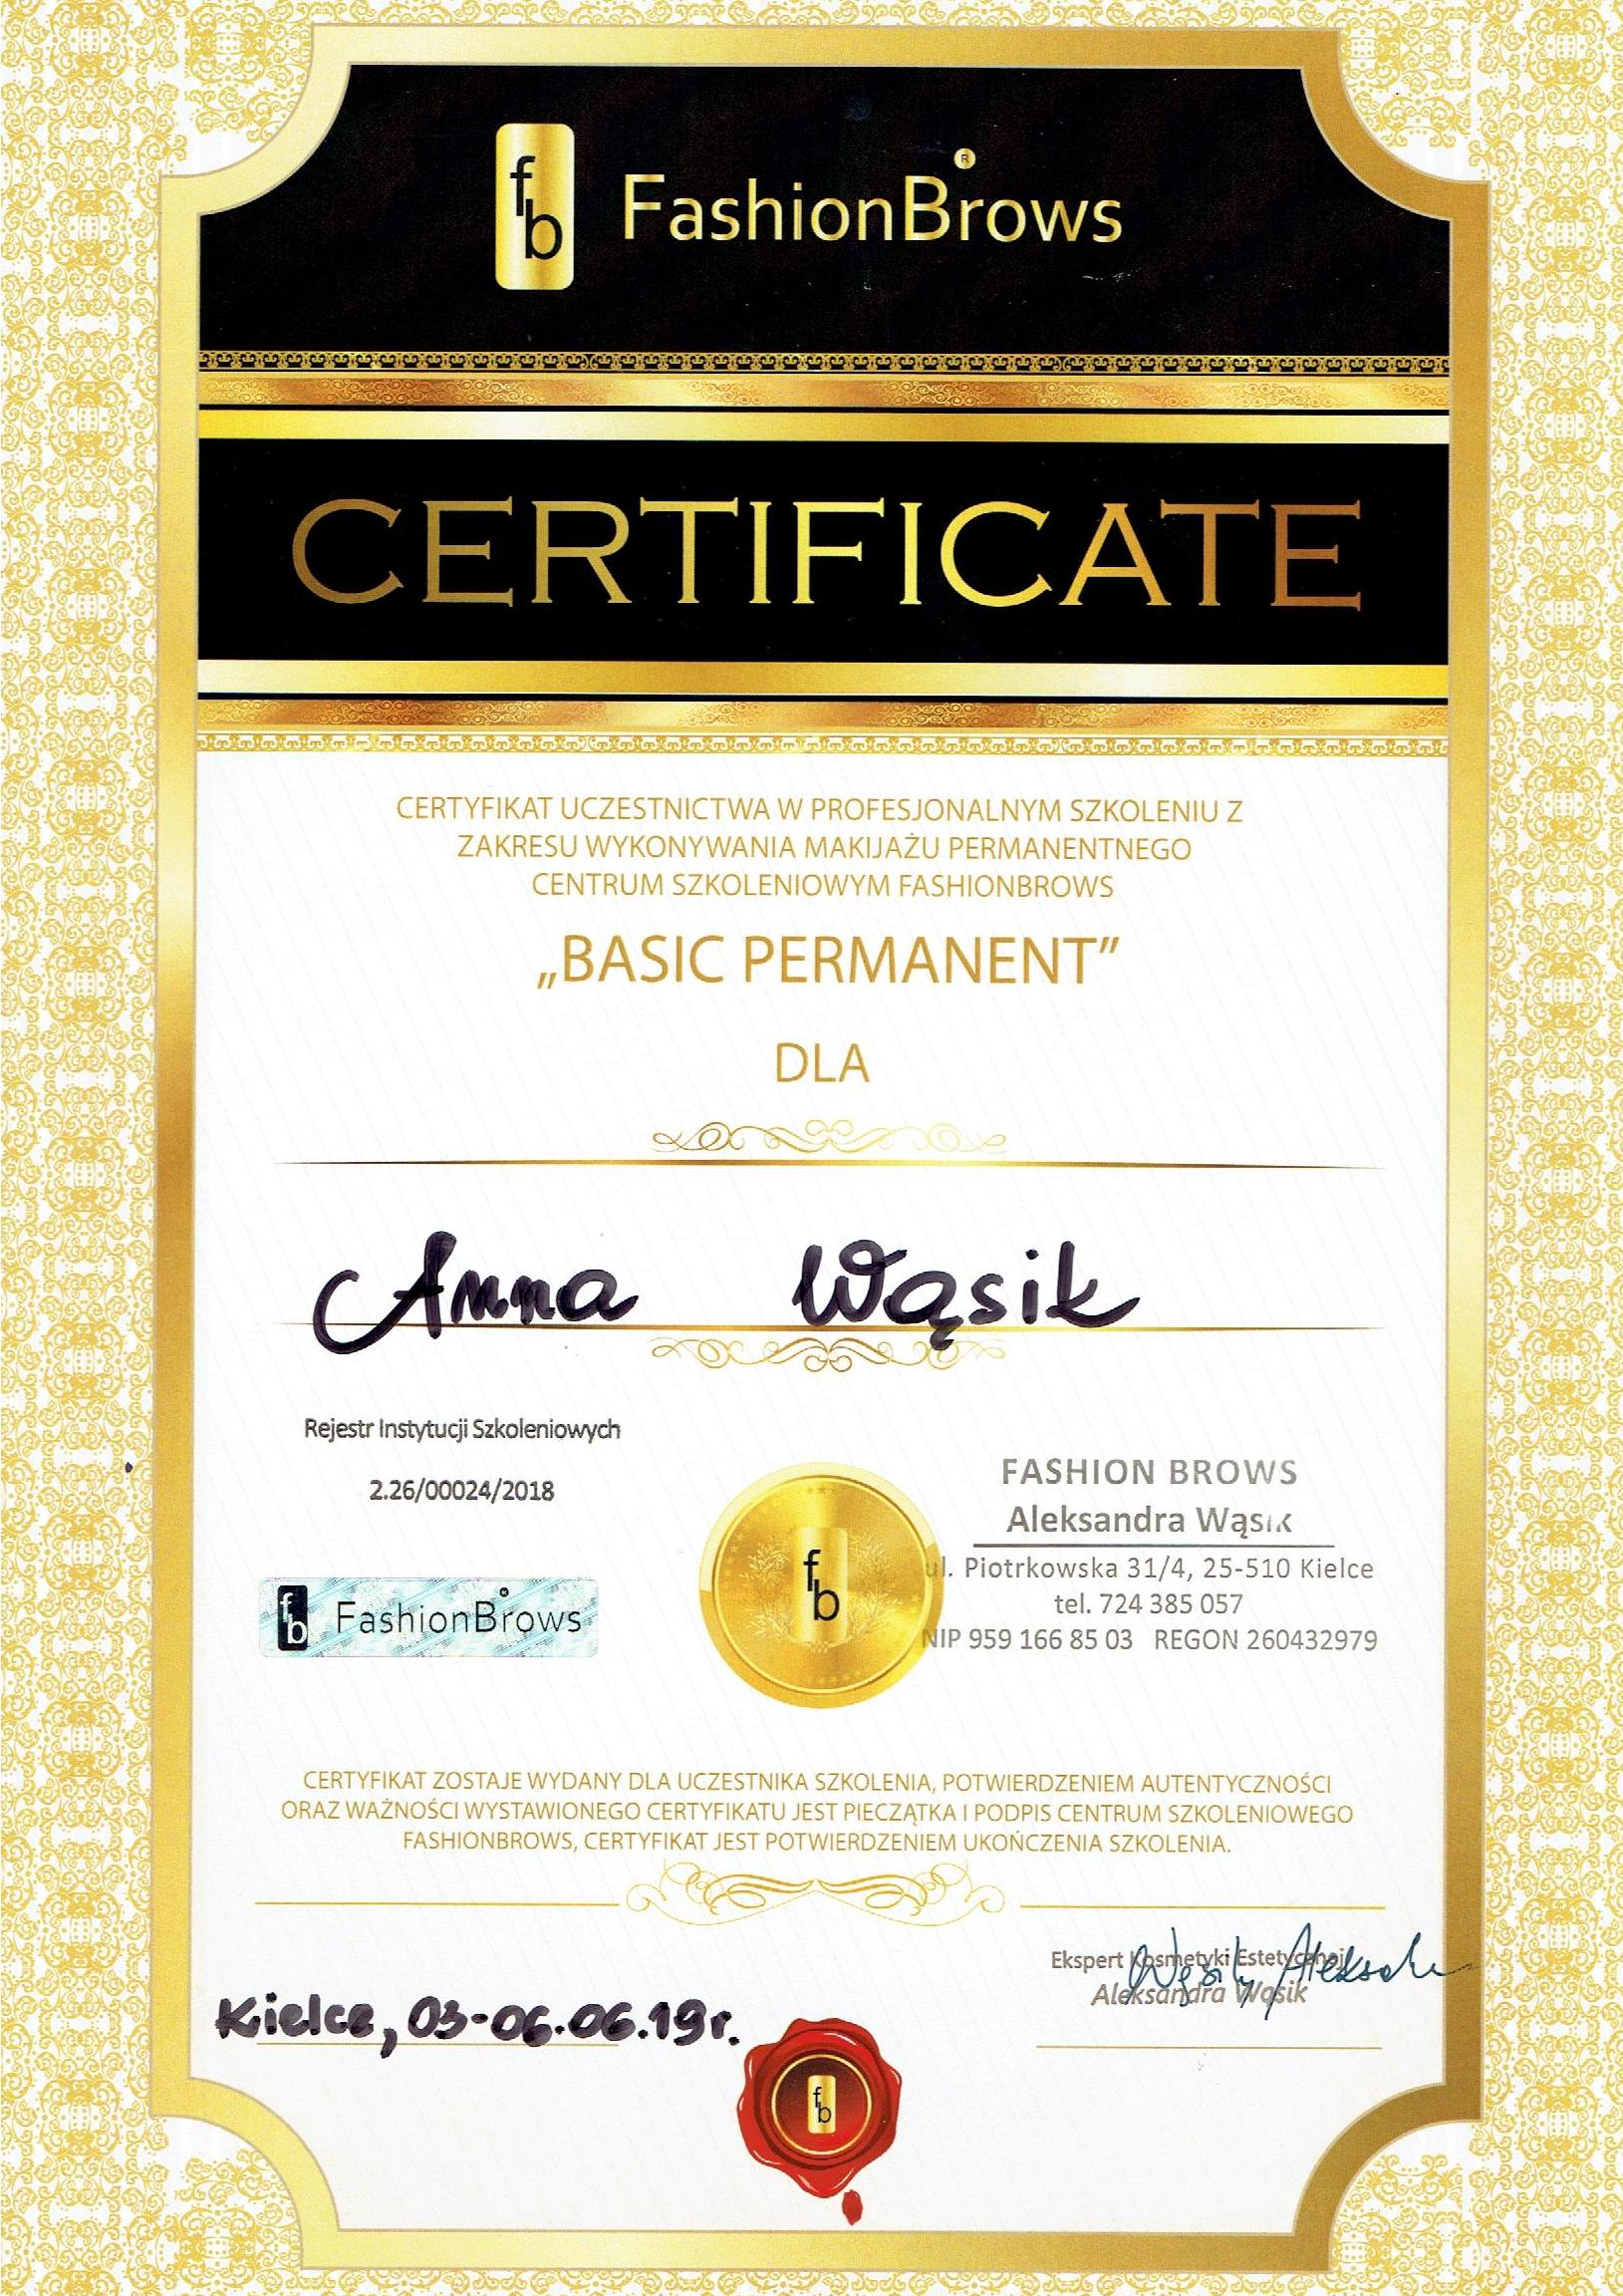 fb
FashionBrows®
CERTIFICATE
CERTYFIKAT UCZESTNICTWA W PROFESJONALNYM SZKOLENIU Z
ZAKRESU WYKONYWANIA MAKIJAŻU PERMANENTNEGO
CENTRUM SZKOLENIOWYM FASHIONBROWS
„BASIC PERMANENT”
DLA
Anna Wąsik
Rejestr Instytucji Szkoleniowych
2.26/00024/2018
fb FashionBrows®
fb
FASHION BROWS
Aleksandra Wąsik
ul. Piotrkowska 31/4, 25-510 Kielce
tel. 724 385 057
NIP 959 166 85 03 REGON 260432979
CERTYFIKAT ZOSTAJE WYDANY DLA UCZESTNIKA SZKOLENIA, POTWIERDZENIEM AUTENTYCZNOŚCI
ORAZ WAŻNOŚCI WYSTAWIONEGO CERTYFIKATU JEST PIECZĄTKA I PODPIS CENTRUM SZKOLENIOWEGO
FASHIONBROWS, CERTYFIKAT JEST POTWIERDZENIEM UKOŃCZENIA SZKOLENIA.
Ekspert Kosmetyki Estetycznej
Aleksandra Wąsik
Wąsik Aleksandra
Kielce, 03-06.06.19r.
fb